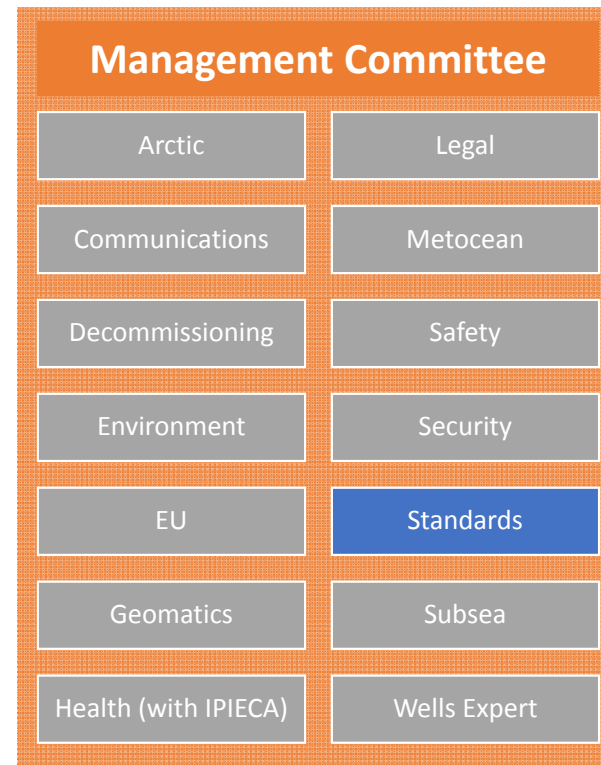 Management Committee
Arctic
Legal
Communications
Metocean
Decommissioning
Safety
Environment
Security
EU
Standards
Geomatics
Subsea
Health (with IPIECA)
Wells Expert